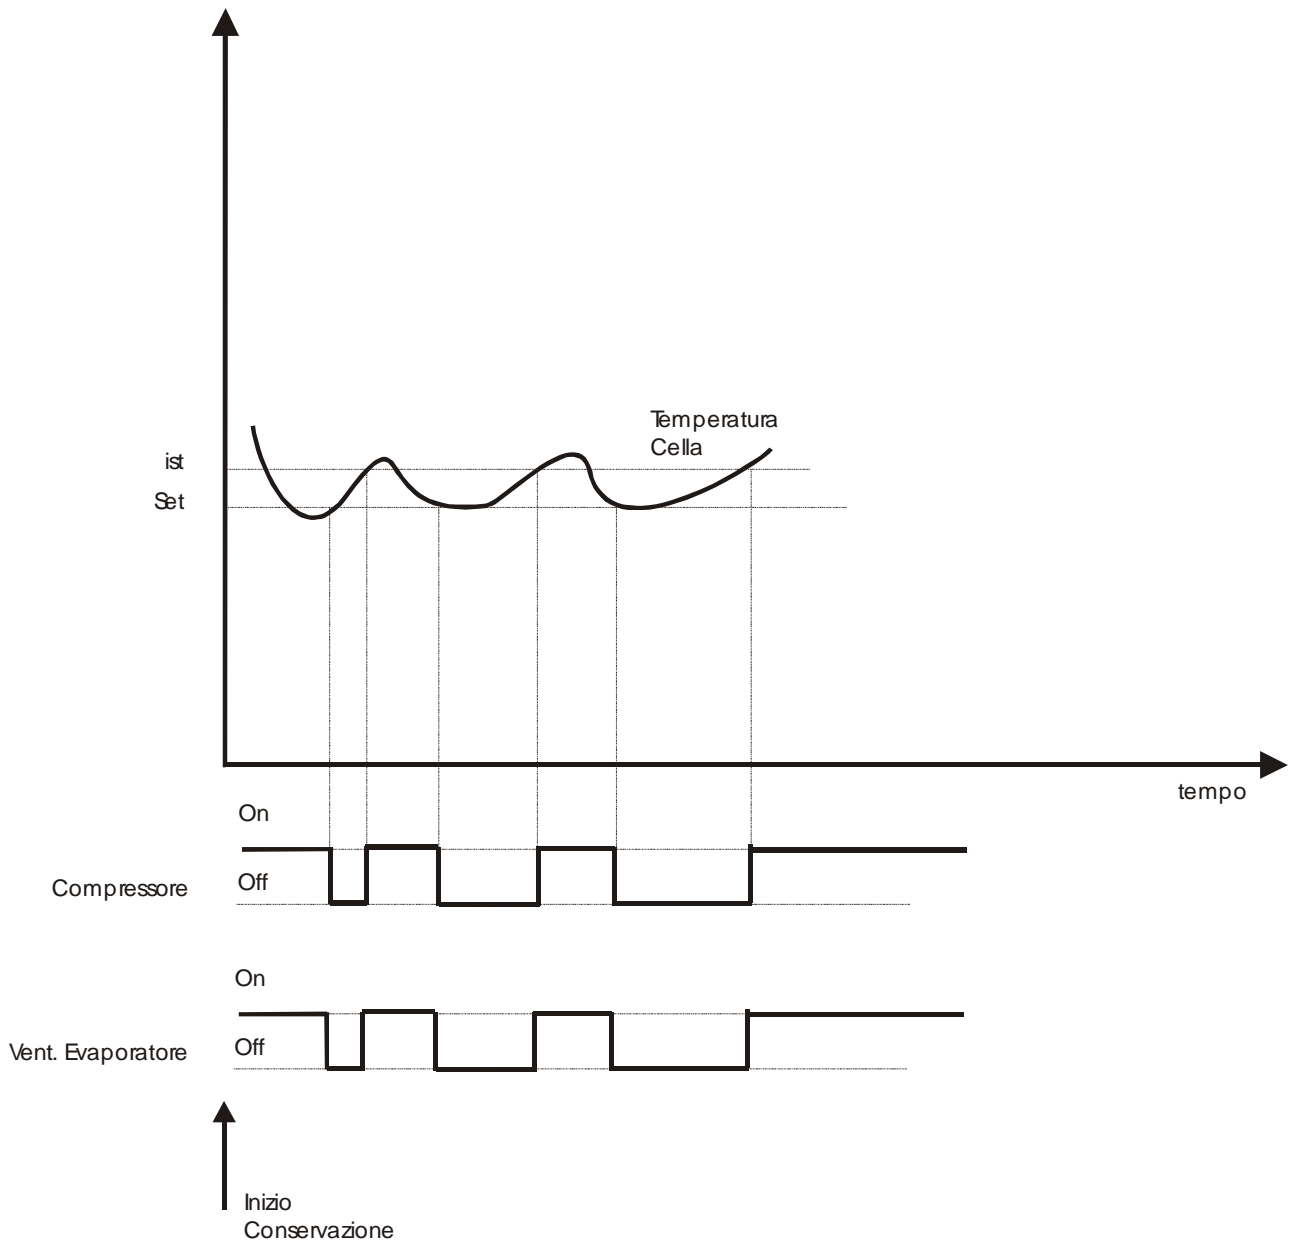 Temperatura
Cella
ist
Set
tempo
On
Compressore
Off
On
Vent. Evaporatore
Off
Inizio
Conservazione